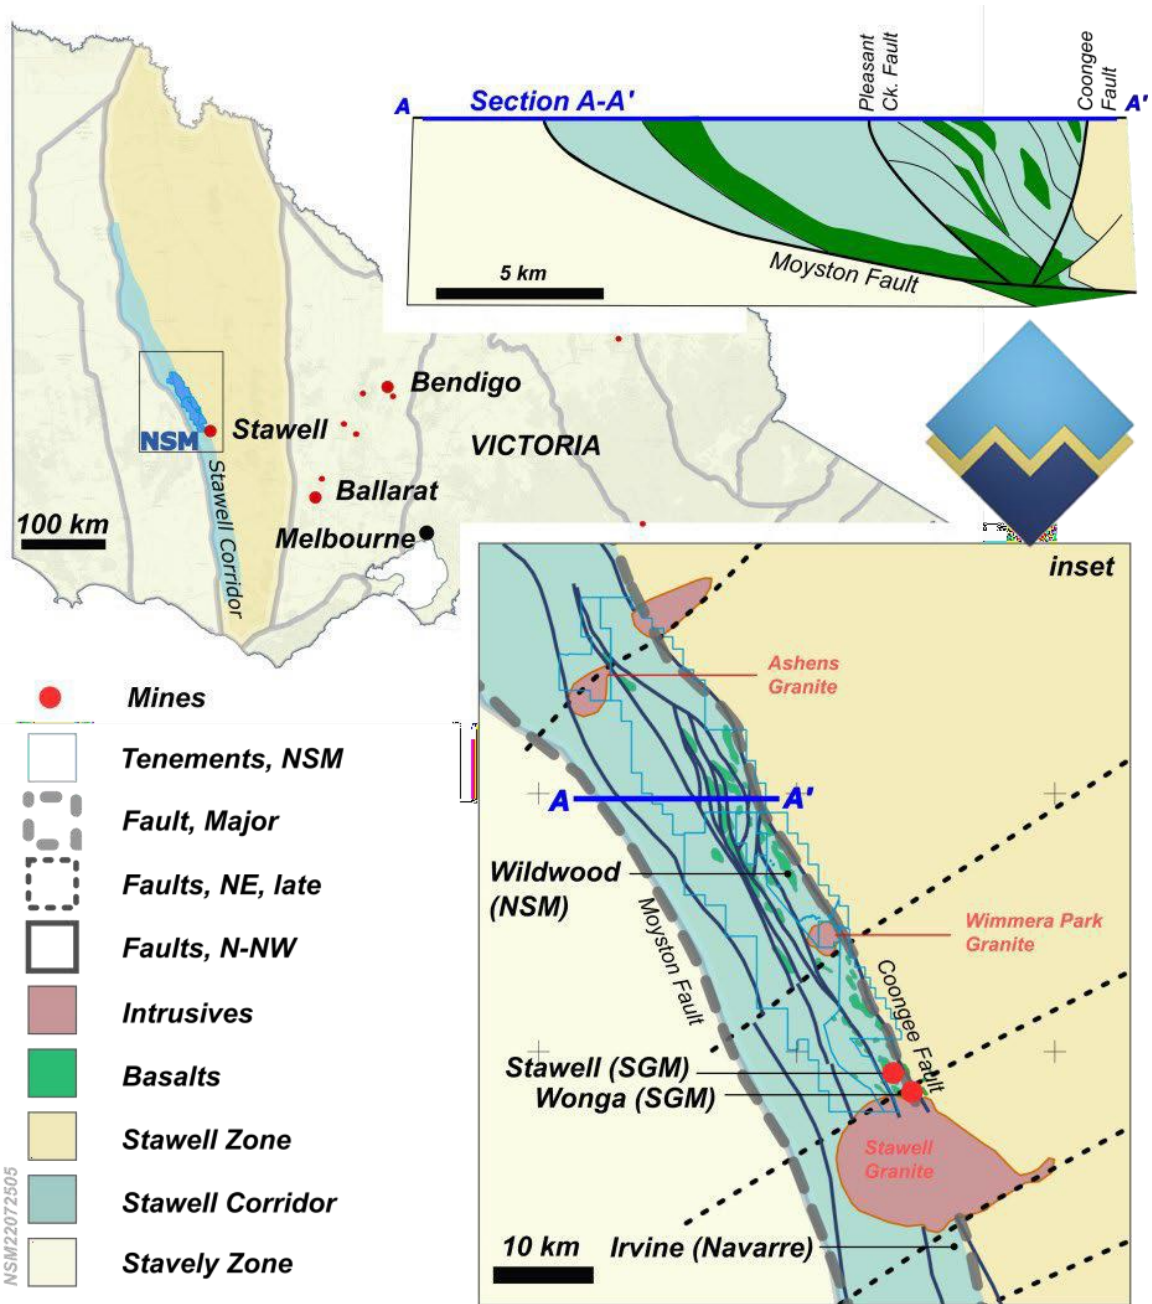 A
Section A-A'
Pleasant
Ck. Fault
Coongee
Fault
A'
Moyston Fault
5 km
Bendigo
Stawell
NSM
VICTORIA
Ballarat
Stawell Corridor
100 km
Melbourne
inset
Ashens
Granite
A
A'
Wildwood
(NSM)
Moyston Fault
Wimmera Park
Granite
Coongee Fault
Stawell (SGM)
Wonga (SGM)
Stawell
Granite
10 km
Irvine (Navarre)
Mines
Tenements, NSM
Fault, Major
Faults, NE, late
Faults, N-NW
Intrusives
Basalts
Stawell Zone
Stawell Corridor
Stavely Zone
NSM22072505